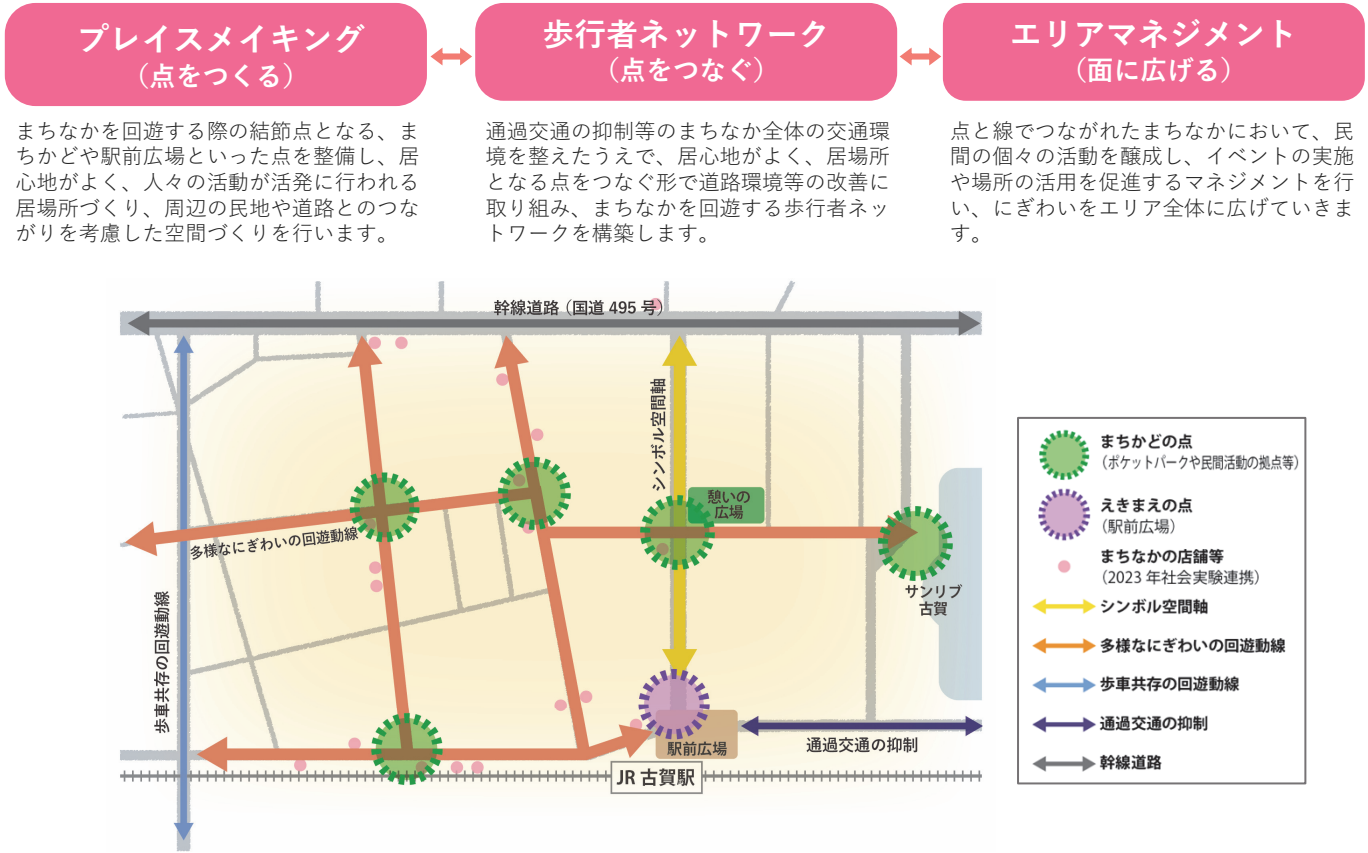 プレイスメイキング
（点をつくる）
歩行者ネットワーク
（点をつなぐ）
エリアマネジメント
（面に広げる）
まちなかを回遊する際の結節点となる、ま
ちかどや駅前広場といった点を整備し、居
心地がよく、人々の活動が活発に行われる
居場所づくり、周辺の民地や道路とのつな
がりを考慮した空間づくりを行います。
通過交通の抑制等のまちなか全体の交通環
境を整えたうえで、居心地がよく、居場所
となる点をつなぐ形で道路環境等の改善に
取り組み、まちなかを回遊する歩行者ネッ
トワークを構築します。
点と線でつながれたまちなかにおいて、民
間の個々の活動を醸成し、イベントの実施
や場所の活用を促進するマネジメントを行
い、にぎわいをエリア全体に広げていきま
す。
幹線道路（国道 495 号）
シンボル空間軸
憩いの
広場
多様なにぎわいの回遊動線
サンリブ
古賀
歩車共存の回遊動線
駅前広場
通過交通の抑制
JR 古賀駅
まちかどの点
（ポケットパークや民間活動の拠点等）
えきまえの点
（駅前広場）
まちなかの店舗等
（2023 年社会実験連携）
シンボル空間軸
多様なにぎわいの回遊動線
歩車共存の回遊動線
通過交通の抑制
幹線道路